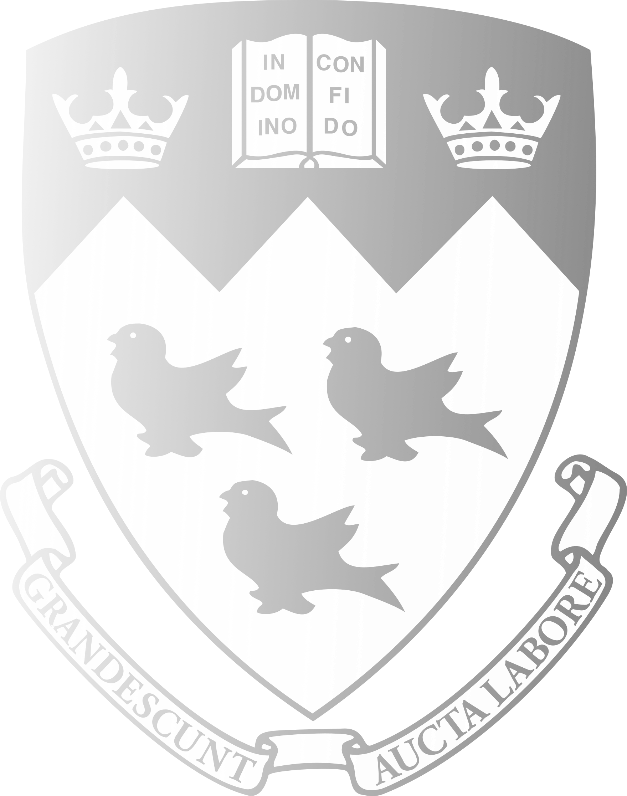 IN
DOM
INO
CON
FI
DO
GRANDESCUNT AUCTA LABORE